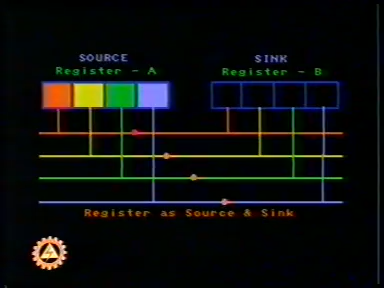 SOURCE
Register - A
SINK
Register - B
Register as Source & Sink